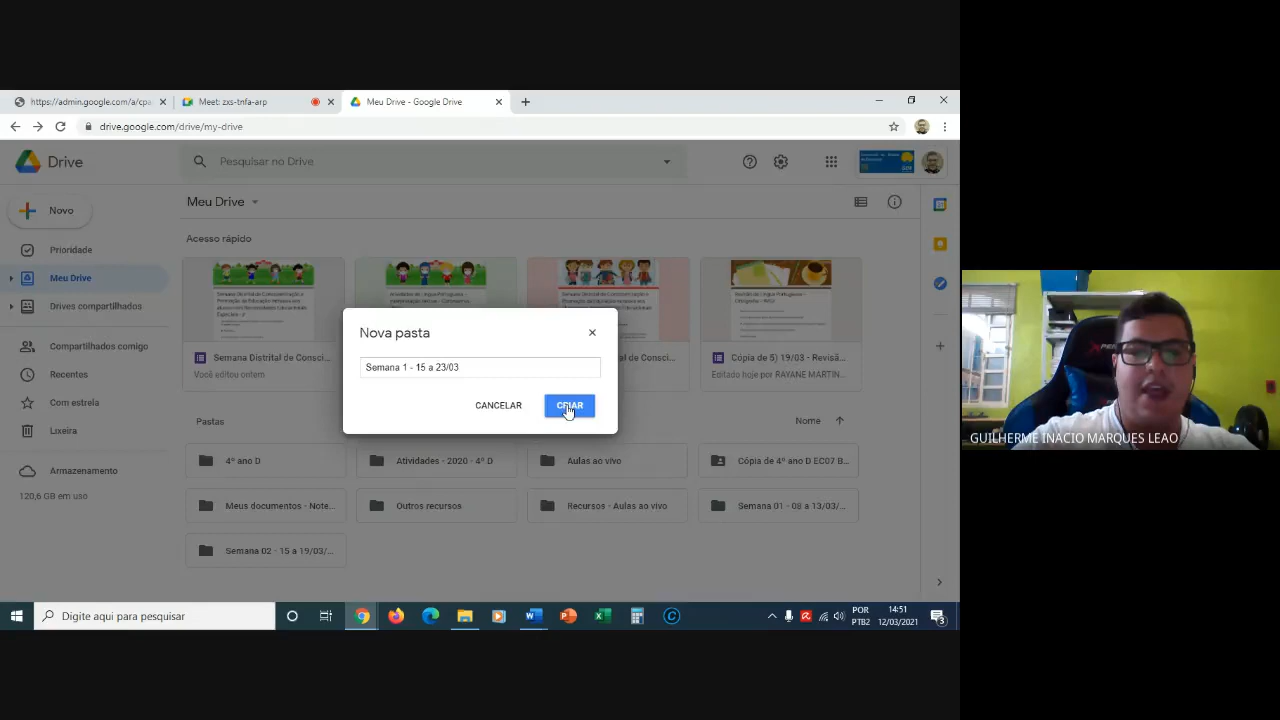 https://admin.google.com/a/cpa
Meet: zxs-tnfa-arp
Meu Drive - Google Drive
drive.google.com/drive/my-drive
Drive
Pesquisar no Drive
Novo
Meu Drive
Prioridade
Acesso rápido
Meu Drive
Drives compartilhados
Compartilhados comigo
Recentes
Com estrela
Lixeira
Armazenamento
120,6 GB em uso
Semana Distrital de Consci...
Você editou ontem
tal de Consci...
Cópia de 5) 19/03 - Revisã...
Editado hoje por RAYANE MARTIN...
Nova pasta
Semana 1 - 15 a 23/03
CANCELAR
CRIAR
Pastas
Nome
4º ano D
Atividades - 2020 - 4º D
Aulas ao vivo
Cópia de 4º ano D EC07 B...
Meus documentos - Note...
Outros recursos
Recursos - Aulas ao vivo
Semana 01 - 08 a 13/03/...
Semana 02 - 15 a 19/03/...
Digite aqui para pesquisar
POR
PTB2
14:51
12/03/2021
3
GUILHERME INACIO MARQUES LEAO